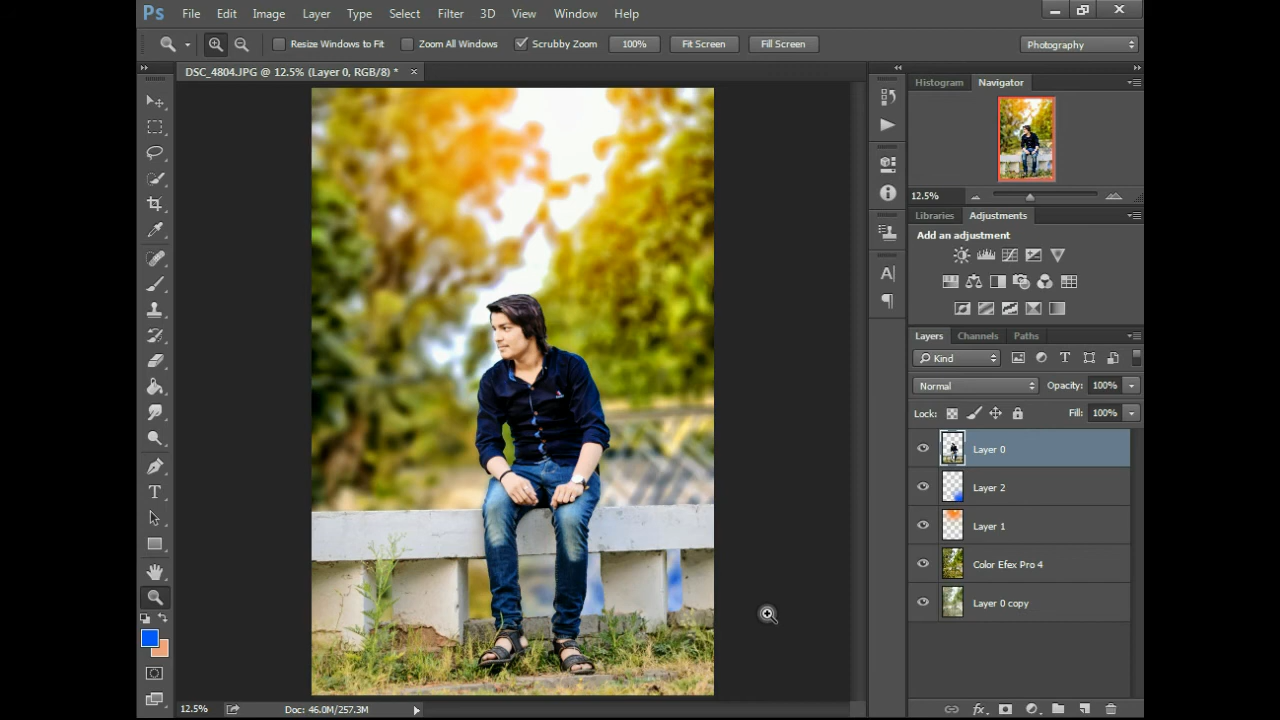 Ps File Edit Image Layer Type Select Filter 3D View Window Help
Resize Windows to Fit Zoom All Windows Scrubby Zoom 100% Fit Screen Fill Screen Photography
DSC_4804.JPG @ 12.5% (Layer 0, RGB/8) *
Histogram Navigator
12.5%
Libraries Adjustments
Add an adjustment
Layers Channels Paths
Kind
Normal Opacity: 100%
Lock: Fill: 100%
Layer 0
Layer 2
Layer 1
Color Efex Pro 4
Layer 0 copy
12.5% Doc: 46.0M/257.3M